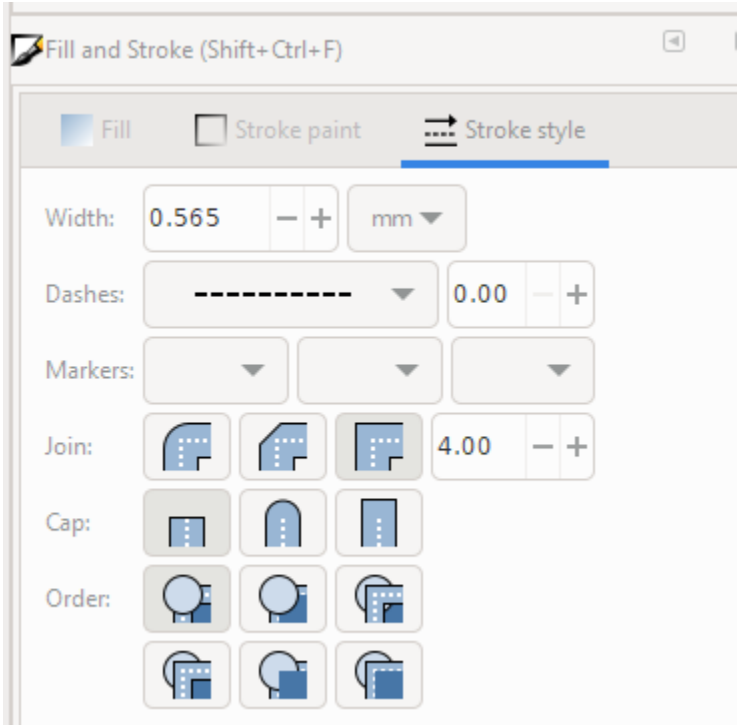 Fill and Stroke (Shift+Ctrl+F)
Fill Stroke paint Stroke style
Width: 0.565 mm
Dashes: 0.00
Markers:
Join: 4.00
Cap:
Order: